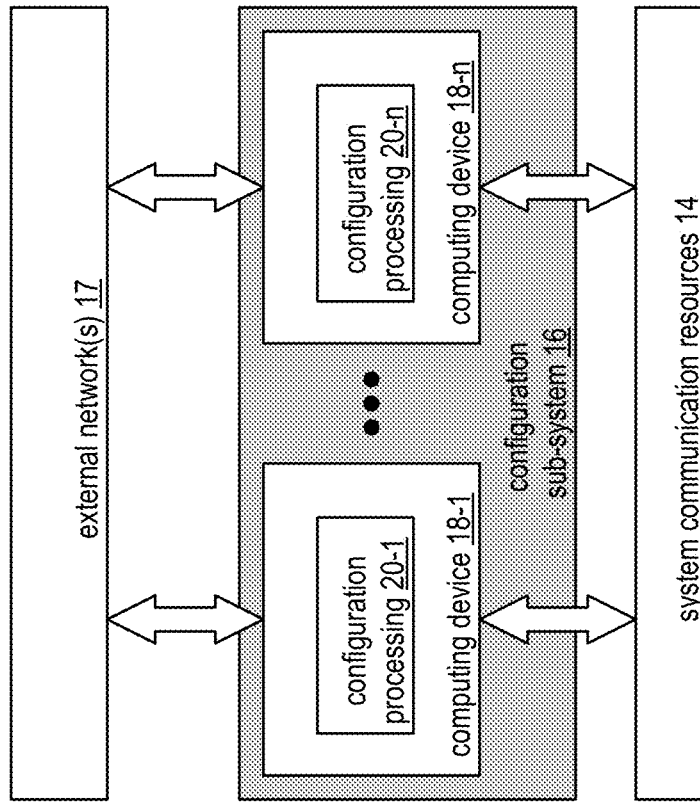 external network(s) 17
configuration
processing 20-1
computing device 18-1
configuration
processing 20-n
computing device 18-n
configuration
sub-system 16
system communication resources 14